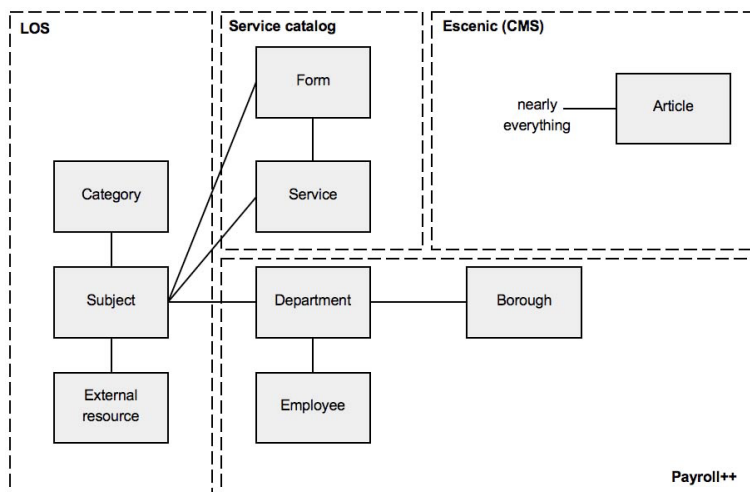 LOS
Service catalog
Escenic (CMS)
Form
nearly
everything
Article
Category
Service
Subject
Department
Borough
External
resource
Employee
Payroll++